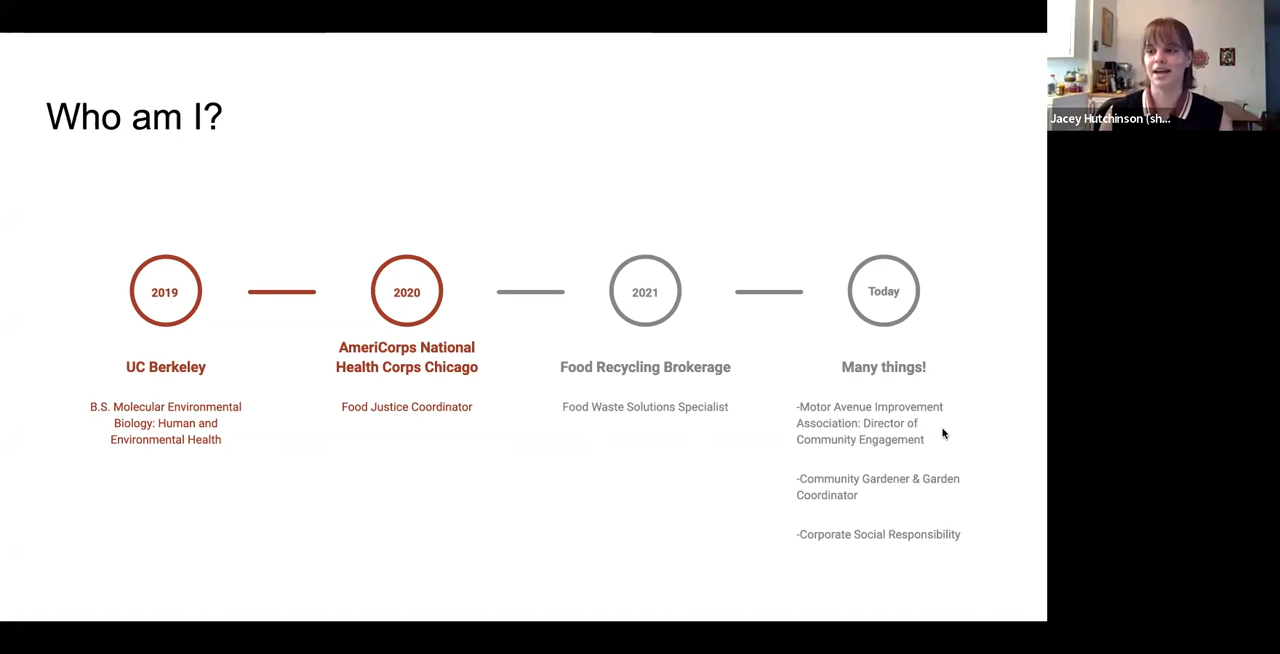 Who am I?
Jacey Hutchinson (sh...
2019
2020
2021
Today
UC Berkeley
B.S. Molecular Environmental
Biology: Human and
Environmental Health
AmeriCorps National
Health Corps Chicago
Food Justice Coordinator
Food Recycling Brokerage
Food Waste Solutions Specialist
Many things!
-Motor Avenue Improvement
Association: Director of
Community Engagement
-Community Gardener & Garden
Coordinator
-Corporate Social Responsibility